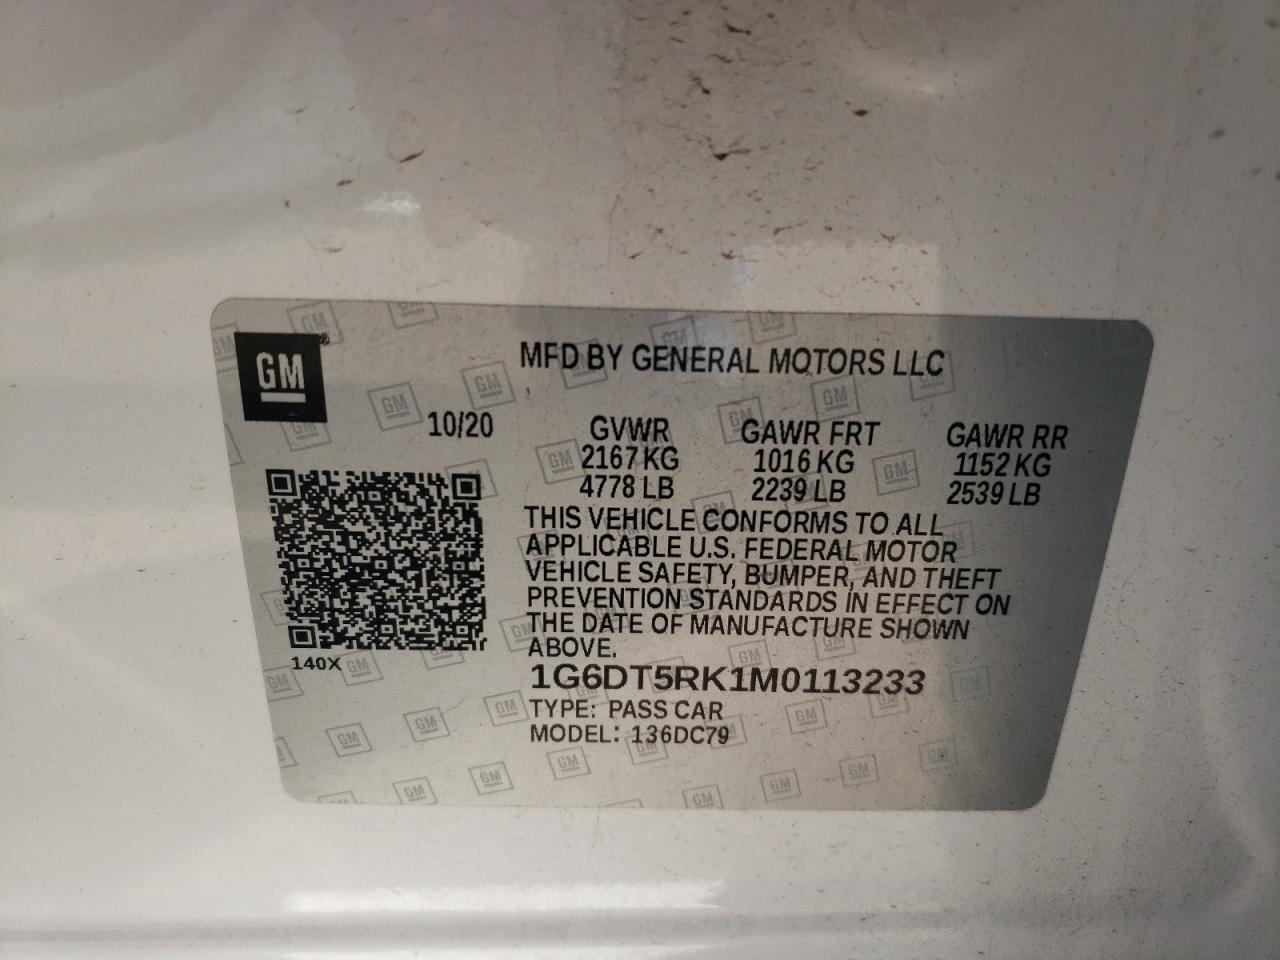 GM
MFD BY GENERAL MOTORS LLC
10/20
GVWR GAWR FRT GAWR RR
2167 KG 1016 KG 1152 KG
4778 LB 2239 LB 2539 LB
THIS VEHICLE CONFORMS TO ALL
APPLICABLE U.S. FEDERAL MOTOR
VEHICLE SAFETY, BUMPER, AND THEFT
PREVENTION STANDARDS IN EFFECT ON
THE DATE OF MANUFACTURE SHOWN
ABOVE.
140X
1G6DT5RK1M0113233
TYPE: PASS CAR
MODEL: 136DC79